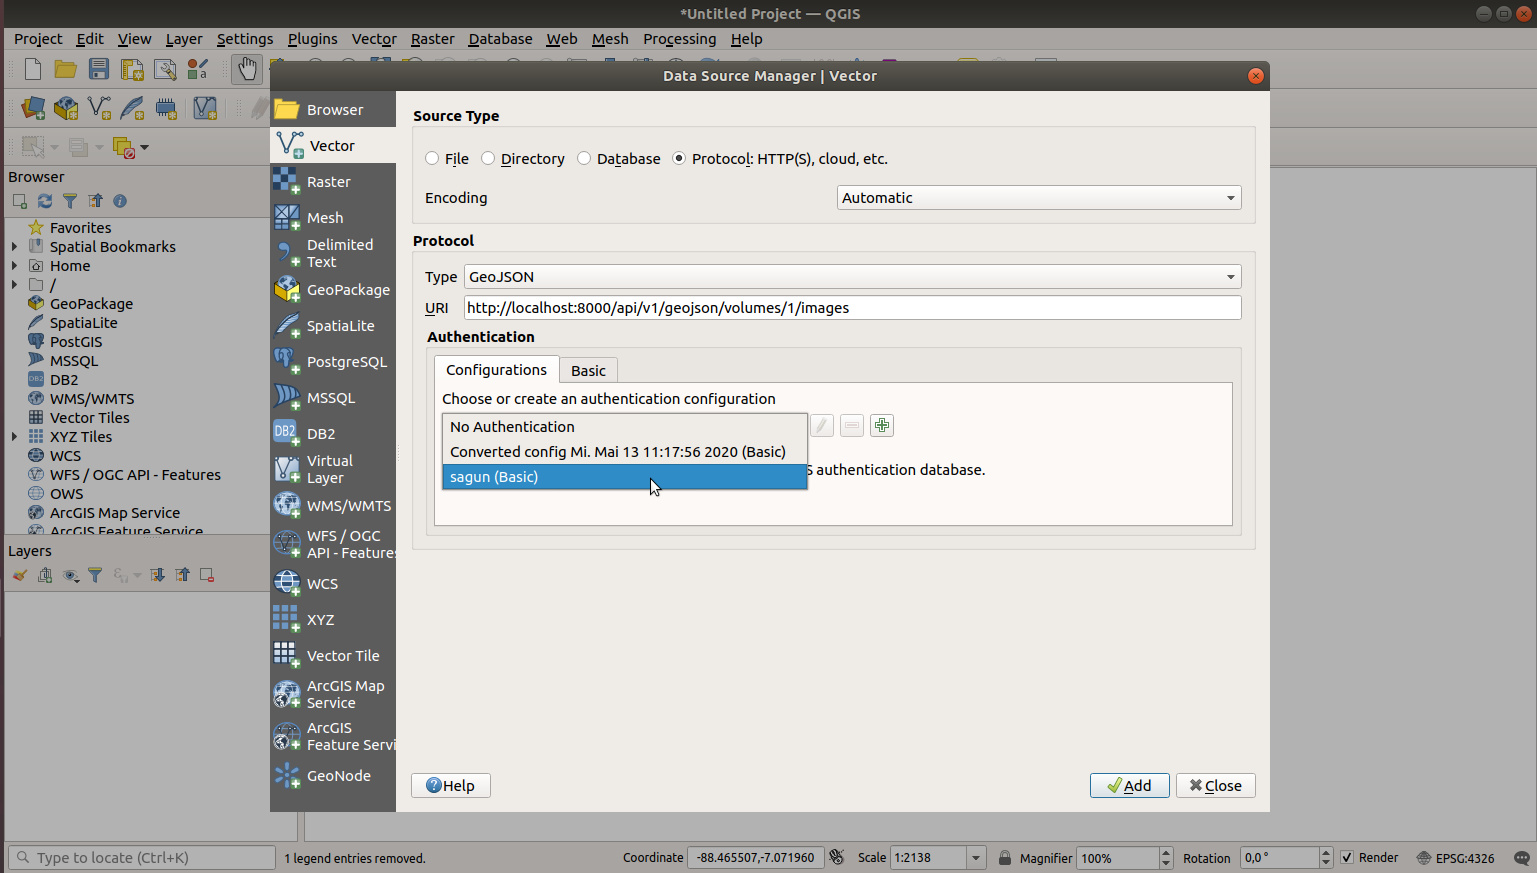 *Untitled Project — QGIS
Project Edit View Layer Settings Plugins Vector Raster Database Web Mesh Processing Help
Data Source Manager | Vector
Browser
Favorites
Spatial Bookmarks
Home
/
GeoPackage
SpatiaLite
PostGIS
MSSQL
DB2
DB2
WMS/WMTS
Vector Tiles
XYZ Tiles
WCS
WFS / OGC API - Features
OWS
ArcGIS Map Service
ArcGIS Feature Service
Layers
Browser
Vector
Raster
Mesh
Delimited
Text
GeoPackage
SpatiaLite
PostgreSQL
MSSQL
DB2
DB2
Virtual
Layer
WMS/WMTS
WFS / OGC
API - Features
WCS
XYZ
Vector Tile
ArcGIS Map
Service
ArcGIS
Feature Servi
GeoNode
Source Type
File Directory Database Protocol: HTTP(S), cloud, etc.
Encoding Automatic
Protocol
Type GeoJSON
URI http://localhost:8000/api/v1/geojson/volumes/1/images
Authentication
Configurations Basic
Choose or create an authentication configuration
No Authentication
Converted config Mi. Mai 13 11:17:56 2020 (Basic)
sagun (Basic)
S authentication database.
Help Add Close
Type to locate (Ctrl+K) 1 legend entries removed. Coordinate -88.465507,-7.071960 Scale 1:2138 Magnifier 100% Rotation 0,0 ° Render EPSG:4326